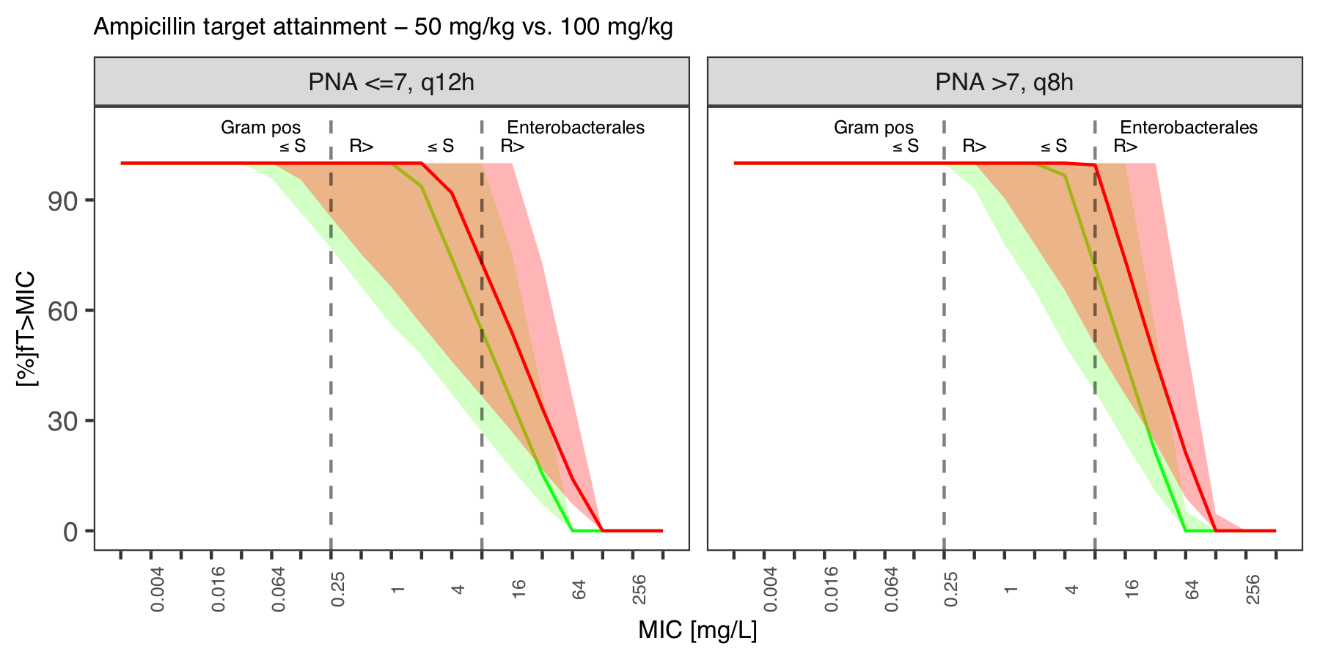 Ampicillin target attainment – 50 mg/kg vs. 100 mg/kg
PNA <=7, q12h
PNA >7, q8h
Gram pos
≤ S
R>
≤ S
Enterobacterales
R>
Gram pos
≤ S
R>
≤ S
Enterobacterales
R>
[%]fT>MIC
90
60
30
0
0.004
0.016
0.064
0.25
1
4
16
64
256
0.004
0.016
0.064
0.25
1
4
16
64
256
MIC [mg/L]